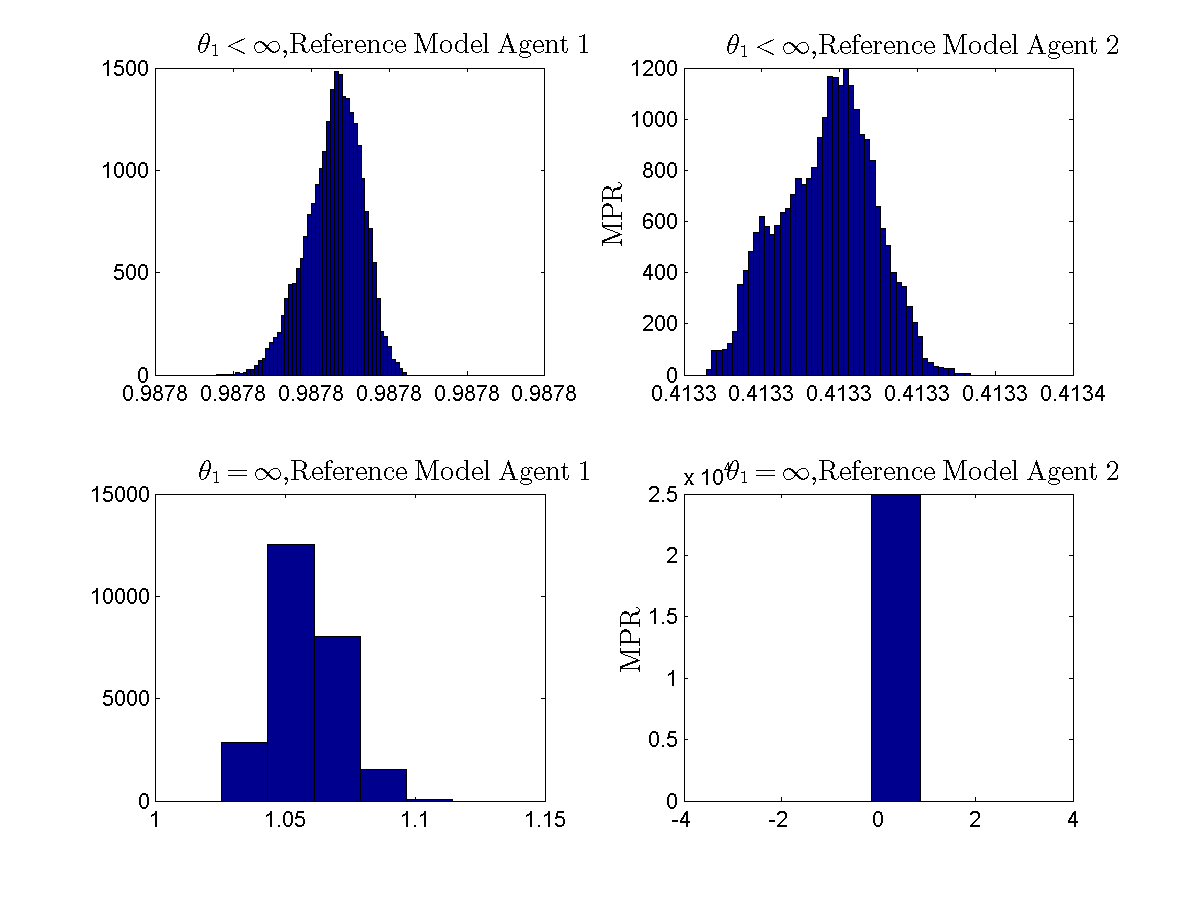 θ₁ < ∞,Reference Model Agent 1
1500
1000
500
0
0.9878 0.9878 0.9878 0.9878 0.9878 0.9878
θ₁ < ∞,Reference Model Agent 2
MPR
1200
1000
800
600
400
200
0
0.4133 0.4133 0.4133 0.4133 0.4133 0.4134
θ₁ = ∞,Reference Model Agent 1
15000
10000
5000
0
1 1.05 1.1 1.15
x 10⁴ θ₁ = ∞,Reference Model Agent 2
MPR
2.5
2
1.5
1
0.5
0
-4 -2 0 2 4